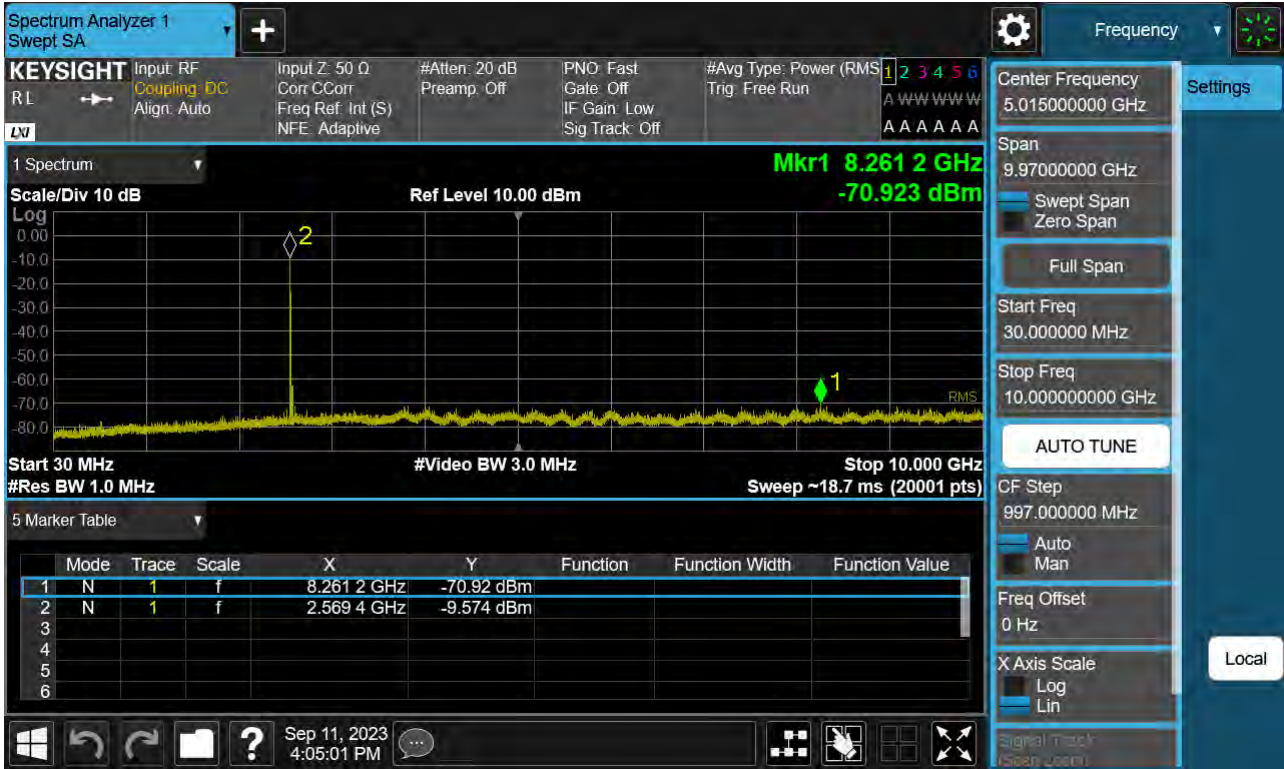 Spectrum Analyzer 1
Swept SA
Frequency
KEYSIGHT
R L
LXI
Input: RF
Coupling: DC
Align: Auto
Input Z: 50 Ω
Corr CCorr
Freq Ref: Int (S)
NFE: Adaptive
#Atten: 20 dB
Preamp: Off
PNO: Fast
Gate: Off
IF Gain: Low
Sig Track: Off
#Avg Type: Power (RMS
Trig: Free Run
1 2 3 4 5 6
A W W W W W
A A A A A A
1 Spectrum
Mkr1 8.261 2 GHz
-70.923 dBm
Scale/Div 10 dB
Ref Level 10.00 dBm
Log
0.00
-10.0
-20.0
-30.0
-40.0
-50.0
-60.0
-70.0
-80.0
2
1
RMS
Start 30 MHz
#Video BW 3.0 MHz
Stop 10.000 GHz
#Res BW 1.0 MHz
Sweep ~18.7 ms (20001 pts)
5 Marker Table
Mode Trace Scale X Y Function Function Width Function Value
1 N 1 f 8.261 2 GHz -70.92 dBm
2 N 1 f 2.569 4 GHz -9.574 dBm
3
4
5
6
Sep 11, 2023
4:05:01 PM
Center Frequency
5.015000000 GHz
Span
9.97000000 GHz
Swept Span
Zero Span
Full Span
Start Freq
30.000000 MHz
Stop Freq
10.000000000 GHz
AUTO TUNE
CF Step
997.000000 MHz
Auto
Man
Freq Offset
0 Hz
X Axis Scale
Log
Lin
Signal Track
(Span Zoom)
Settings
Local